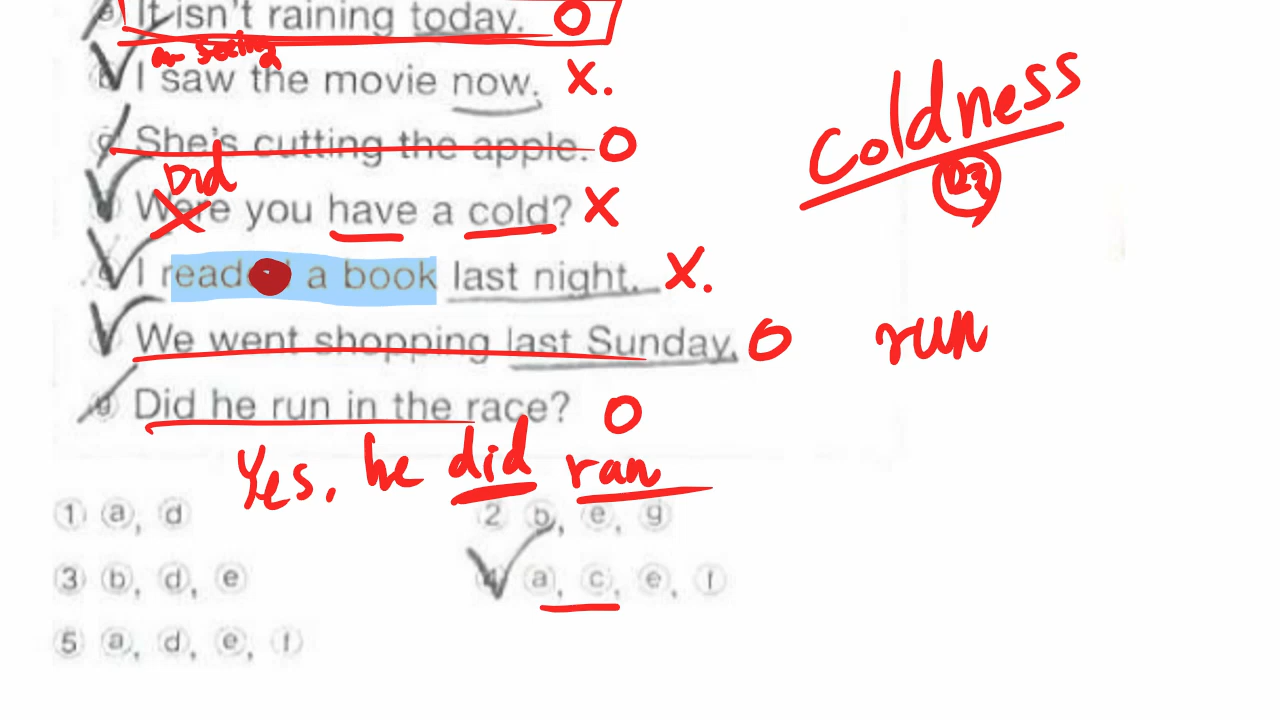 ⓐ It isn't raining today. O
am seeing
ⓑ I saw the movie now. X.
coldness
ⓒ She's cutting the apple. O
Did
ⓓ Were you have a cold? X
I readed a book last night. X.
We went shopping last Sunday. O run
ⓖ Did he run in the race? O
Yes, he did ran
① ⓐ, ⓓ ② ⓑ, ⓔ, ⓖ
③ ⓑ, ⓓ, ⓔ ④ ⓐ, ⓒ, ⓔ, ⓕ
⑤ ⓐ, ⓓ, ⓔ, ⓕ